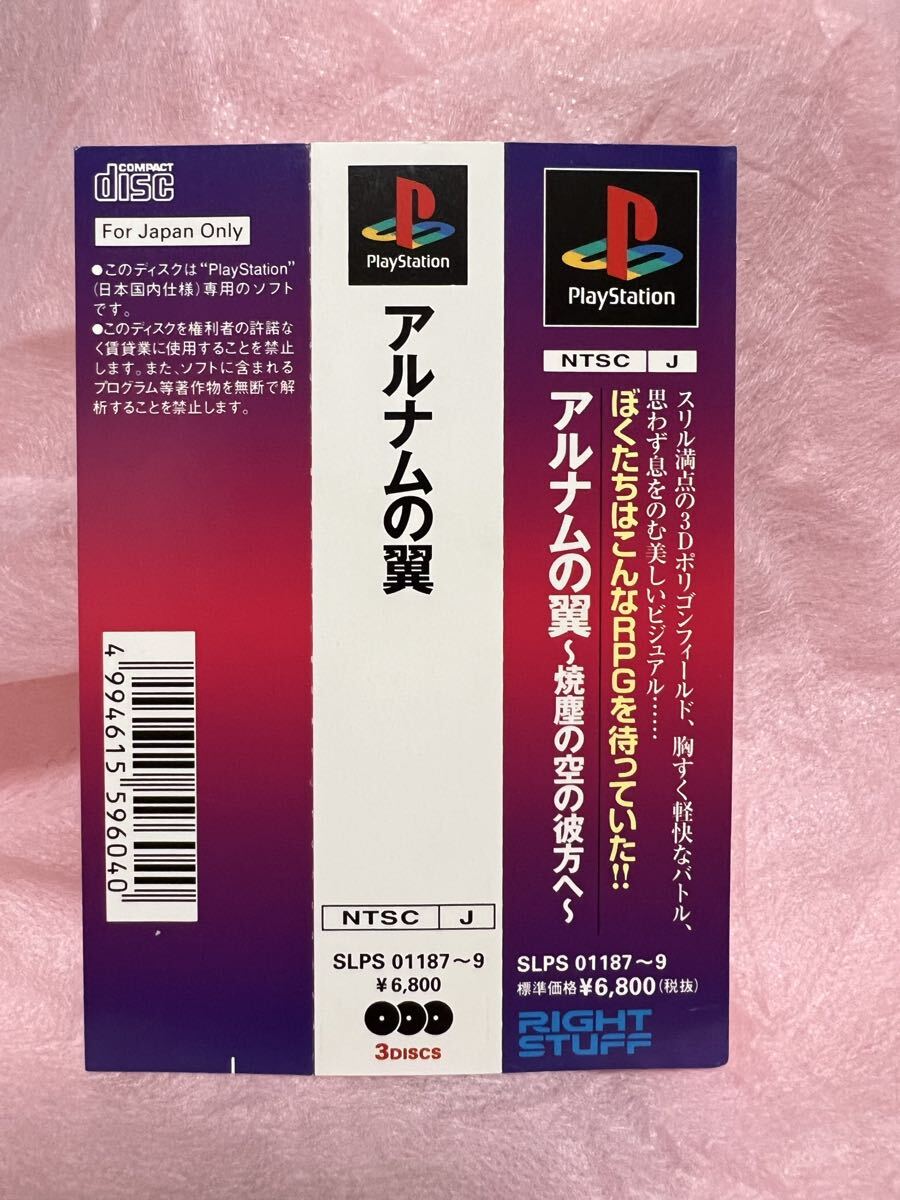 COMPACT
disc
For Japan Only
●このディスクは“PlayStation”
(日本国内仕様)専用のソフト
です。
●このディスクを権利者の許諾な
く賃貸業に使用することを禁止
します。また、ソフトに含まれる
プログラム等著作物を無断で解
析することを禁止します。
4994615596040
PlayStation
アルナムの翼
NTSC J
SLPS 01187〜9
¥6,800
3DISCS
PlayStation
NTSC J
スリル満点の3Dポリゴンフィールド、胸すく軽快なバトル、
思わず息をのむ美しいビジュアル……
ぼくたちはこんなRPGを待っていた!!
アルナムの翼〜焼塵の空の彼方へ〜
SLPS 01187〜9
標準価格¥6,800(税抜)
RIGHT
STUFF